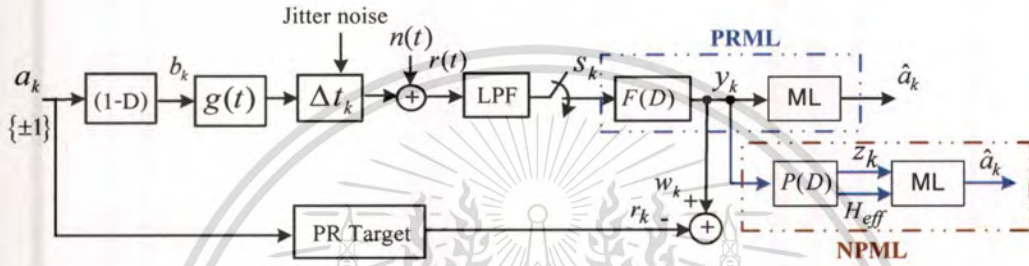 Jitter noise
n(t)
r(t)
PRML
a_k
{±1}
(1-D)
b_k
g(t)
Δt_k
+
LPF
s_k
F(D)
y_k
ML
â_k
P(D)
z_k
H_eff
ML
â_k
w_k
+
r_k
-
+
PR Target
NPML